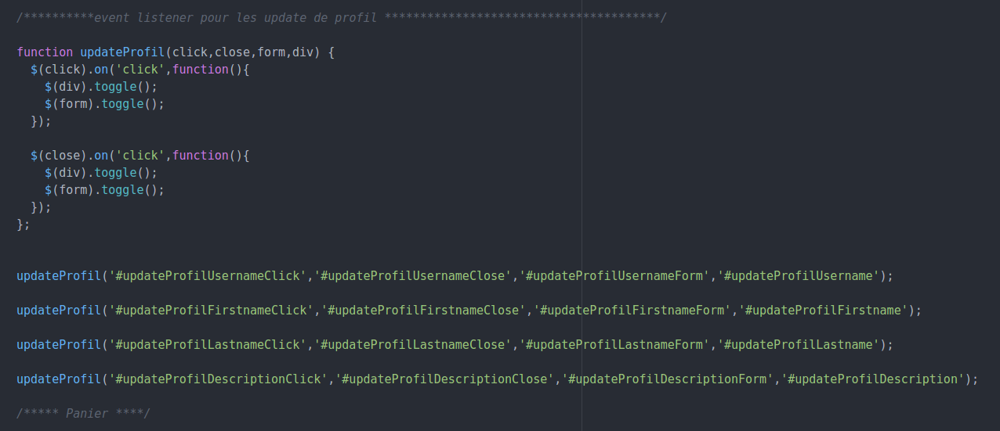 /**********event listener pour les update de profil ***************************************/
function updateProfil(click,close,form,div) {
$(click).on('click',function(){
$(div).toggle();
$(form).toggle();
});
$(close).on('click',function(){
$(div).toggle();
$(form).toggle();
});
};
updateProfil('#updateProfilUsernameClick','#updateProfilUsernameClose','#updateProfilUsernameForm','#updateProfilUsername');
updateProfil('#updateProfilFirstnameClick','#updateProfilFirstnameClose','#updateProfilFirstnameForm','#updateProfilFirstname');
updateProfil('#updateProfilLastnameClick','#updateProfilLastnameClose','#updateProfilLastnameForm','#updateProfilLastname');
updateProfil('#updateProfilDescriptionClick','#updateProfilDescriptionClose','#updateProfilDescriptionForm','#updateProfilDescription');
/***** Panier ****/